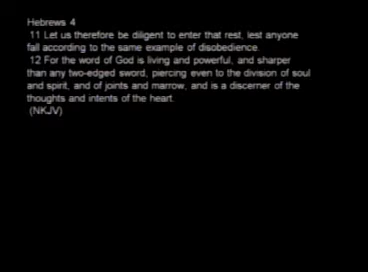 Hebrews 4
11 Let us therefore be diligent to enter that rest, lest anyone
fall according to the same example of disobedience.
12 For the word of God is living and powerful, and sharper
than any two-edged sword, piercing even to the division of soul
and spirit, and of joints and marrow, and is a discerner of the
thoughts and intents of the heart.
(NKJV)